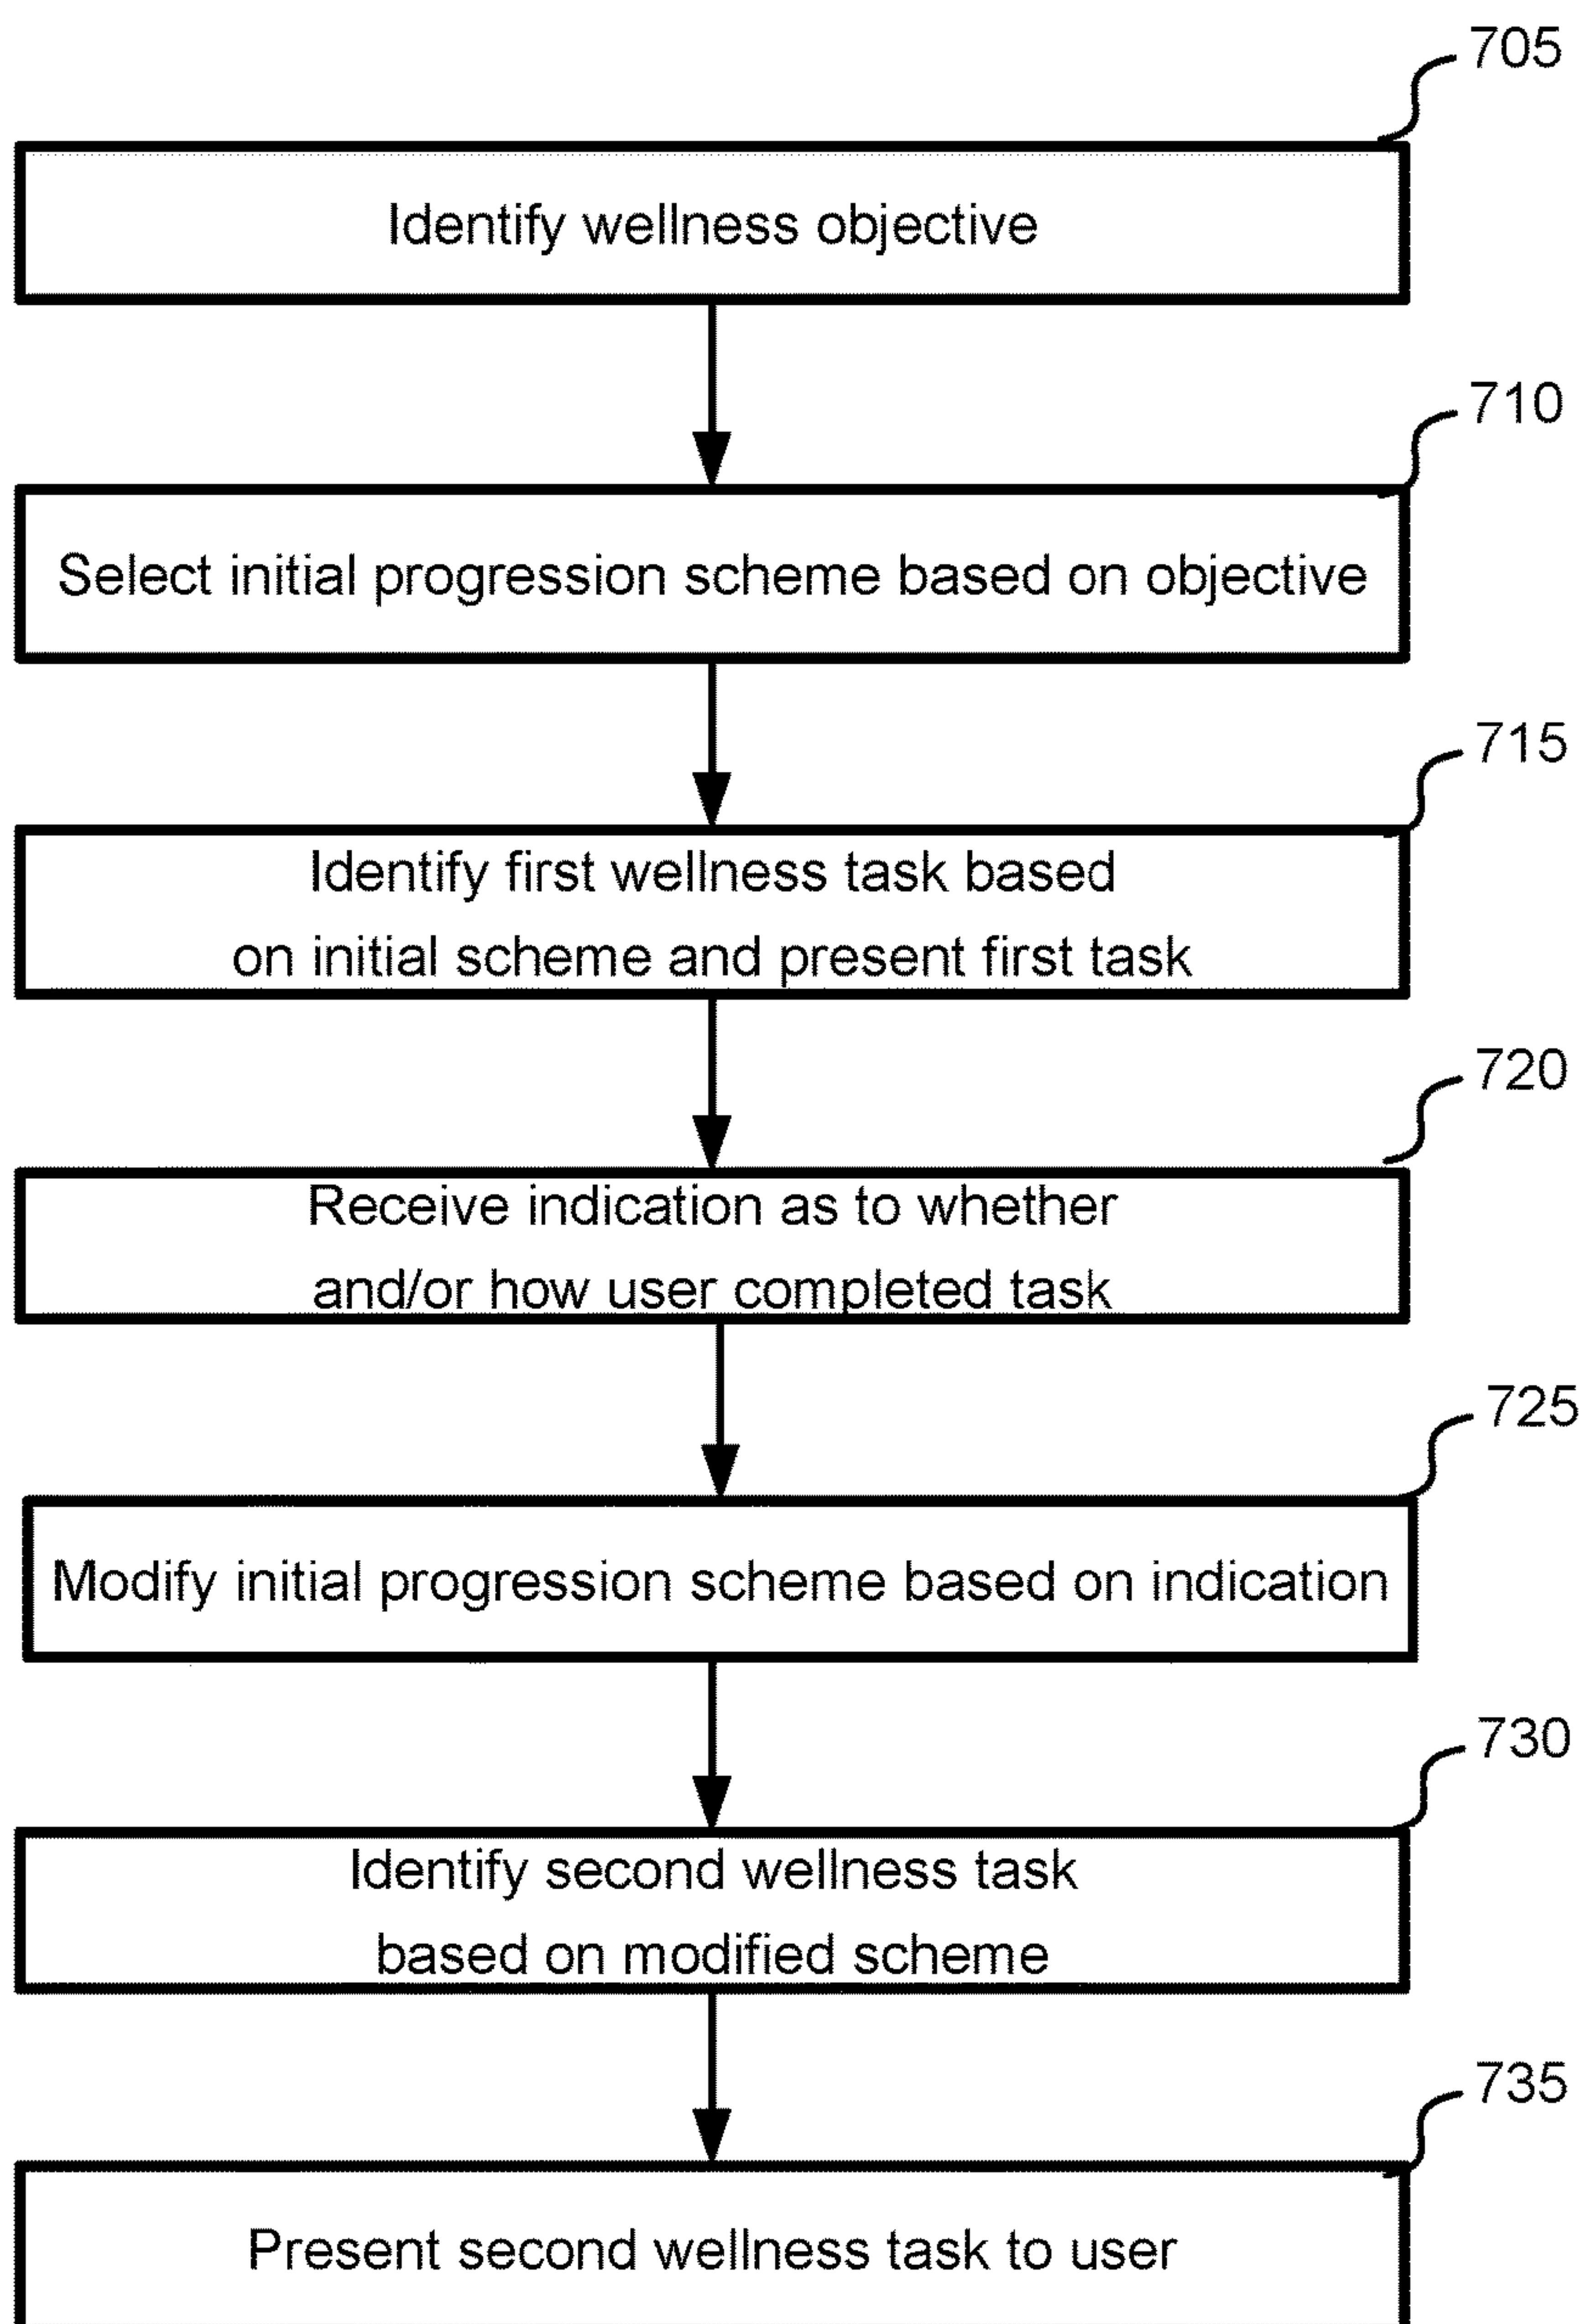 705
Identify wellness objective
710
Select initial progression scheme based on objective
715
Identify first wellness task based
on initial scheme and present first task
720
Receive indication as to whether
and/or how user completed task
725
Modify initial progression scheme based on indication
730
Identify second wellness task
based on modified scheme
735
Present second wellness task to user